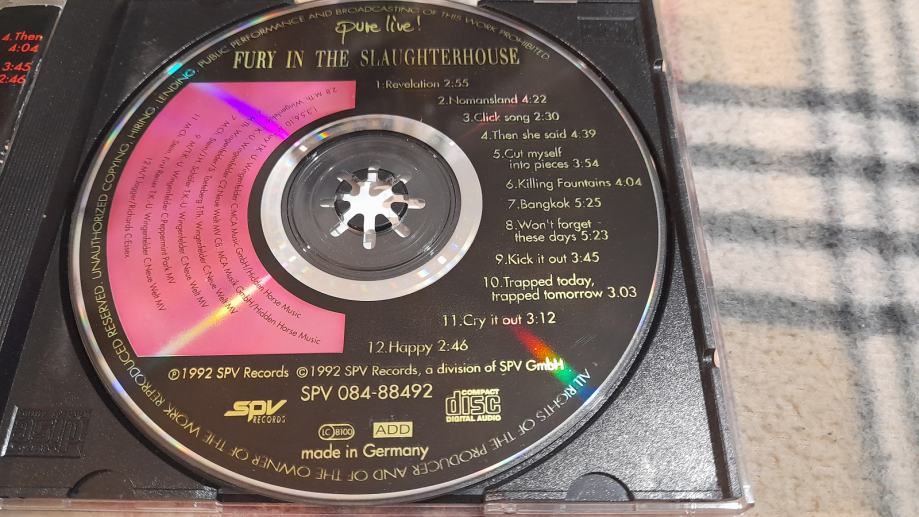 4.Then
4:04
3:45
2:46
UNAUTHORIZED COPYING, HIRING, LENDING, PUBLIC PERFORMANCE AND BROADCASTING OF THIS WORK PROHIBITED
pure live!
FURY IN THE SLAUGHTERHOUSE
1:Revelation 2:55
2.Nomansland 4:22
3.Click song 2:30
4.Then she said 4:39
5.Cut myself
into pieces 3:54
6.Killing Fountains 4:04
7.Bangkok 5:25
8.Won't forget
these days 5:23
9.Kick it out 3:45
10.Trapped today,
trapped tomorrow 3.03
11.Cry it out 3:12
12.Happy 2:46
℗1992 SPV Records ©1992 SPV Records, a division of SPV GmbH
SPV 084-88492
SPV
RECORDS
COMPACT
disc
DIGITAL AUDIO
LC 8100
ADD
made in Germany
ALL RIGHTS OF THE PRODUCER AND OF THE OWNER OF THE WORK REPRODUCED RESERVED.